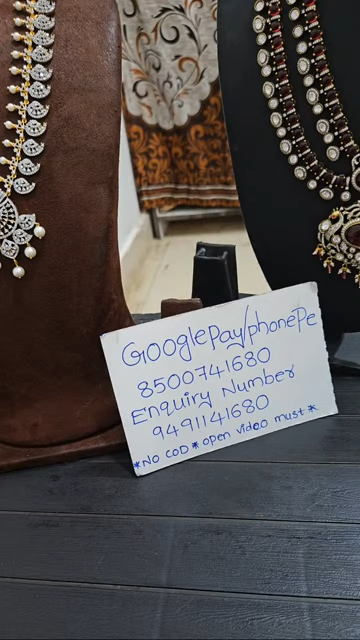 Googlepay/phonePe
8500741680
Enquiry Number
9491141680
*No COD * open video must *